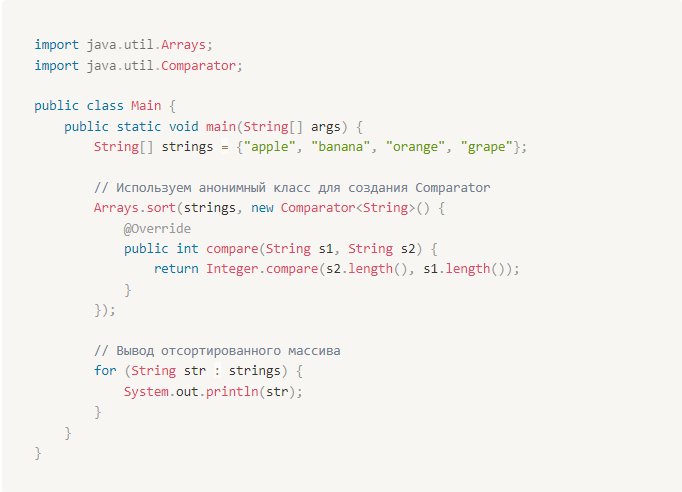 import java.util.Arrays;
import java.util.Comparator;
public class Main {
public static void main(String[] args) {
String[] strings = {"apple", "banana", "orange", "grape"};
// Используем анонимный класс для создания Comparator
Arrays.sort(strings, new Comparator<String>() {
@Override
public int compare(String s1, String s2) {
return Integer.compare(s2.length(), s1.length());
}
});
// Вывод отсортированного массива
for (String str : strings) {
System.out.println(str);
}
}
}